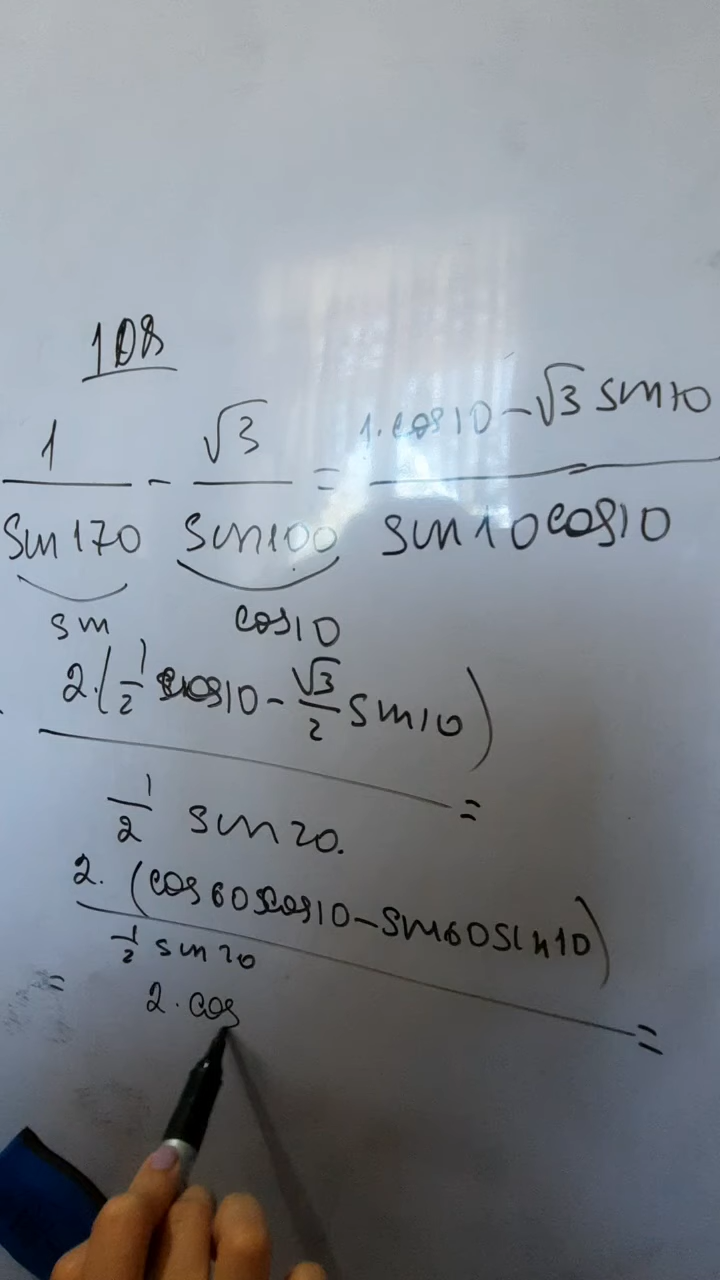 108
1/sin170 - √3/sin100 = (1·cos10 - √3 sin10)/(sin10cos10)
sin cos10
2·(1/2 cos10 - √3/2 sin10)
/ (1/2 sin20.) =
2. (cos60cos10 - sin60sin10)
/ (1/2 sin20) =
= 2·cos